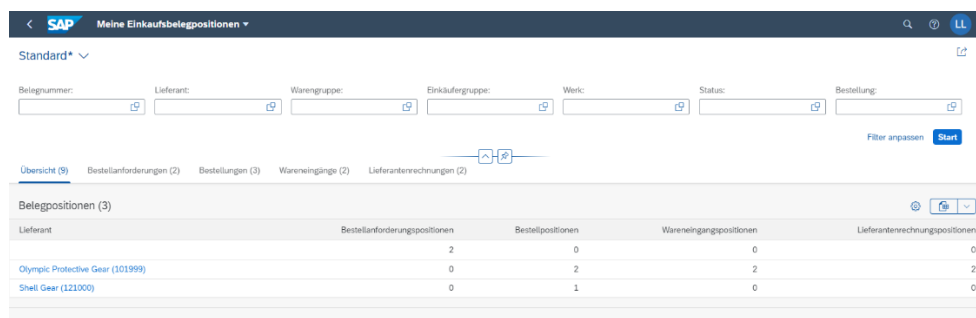 SAP Meine Einkaufsbelegpositionen LL
Standard*
Belegnummer: Lieferant: Warengruppe: Einkäufergruppe: Werk: Status: Bestellung:
Filter anpassen Start
Übersicht (9) Bestellanforderungen (2) Bestellungen (3) Wareneingänge (2) Lieferantenrechnungen (2)
Belegpositionen (3)
Lieferant Bestellanforderungspositionen Bestellpositionen Wareneingangspositionen Lieferantenrechnungspositionen
2 0 0 0
Olympic Protective Gear (101999) 0 2 2 2
Shell Gear (121000) 0 1 0 0